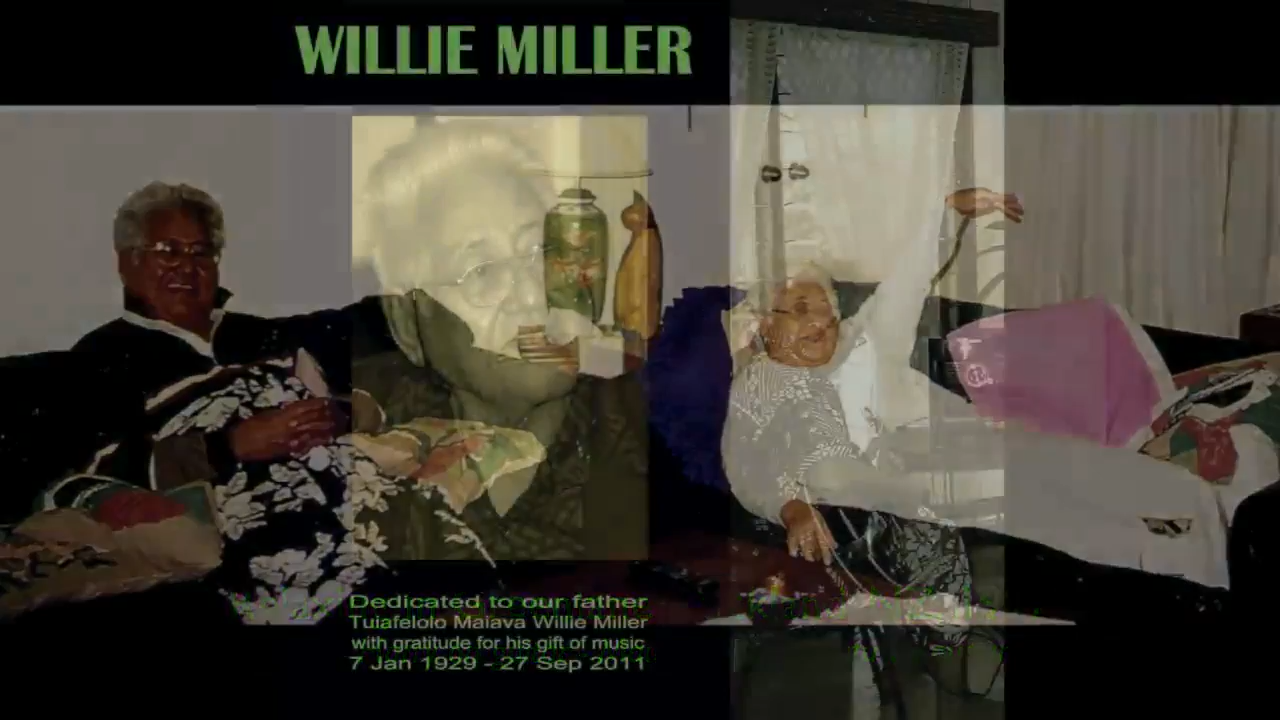 WILLIE MILLER
Dedicated to our father
Tuiafelolo Maiava Willie Miller
with gratitude for his gift of music
7 Jan 1929 - 27 Sep 2011